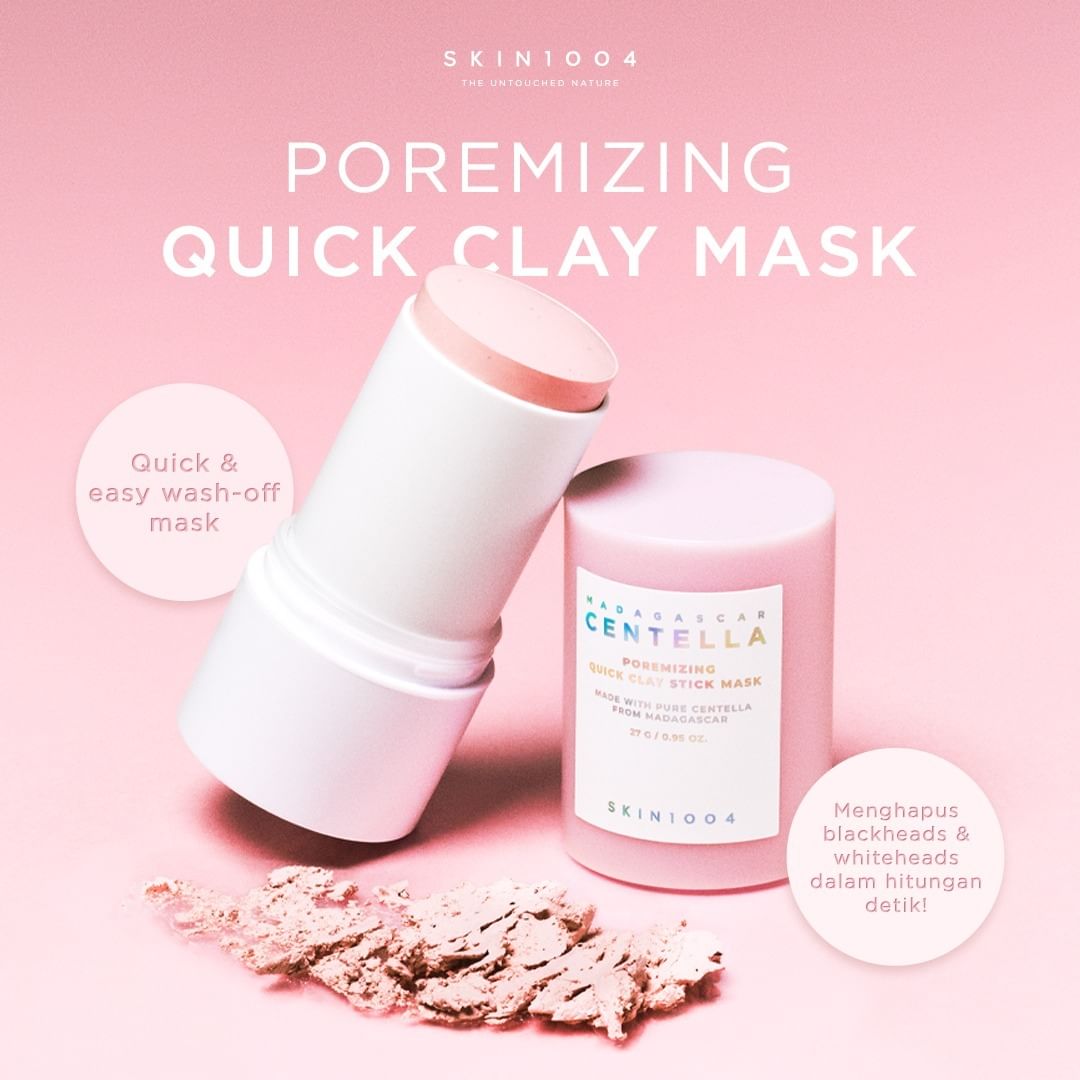 SKIN1004
THE UNTOUCHED NATURE
POREMIZING
QUICK CLAY MASK
Quick &
easy wash-off
mask
MADAGASCAR
CENTELLA
POREMIZING
QUICK CLAY STICK MASK
MADE WITH PURE CENTELLA
FROM MADAGASCAR
27 G / 0.95 OZ.
SKIN1004
Menghapus
blackheads &
whiteheads
dalam hitungan
detik!